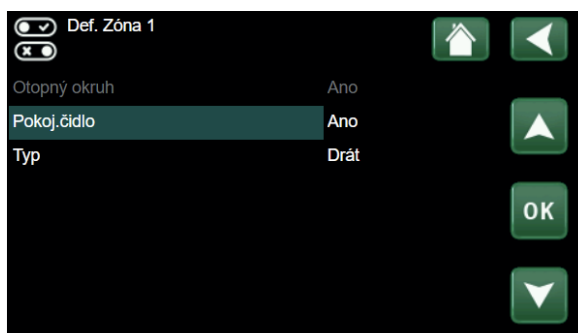 Def. Zóna 1
Otopný okruh Ano
Pokoj.čidlo Ano
Typ Drát
OK